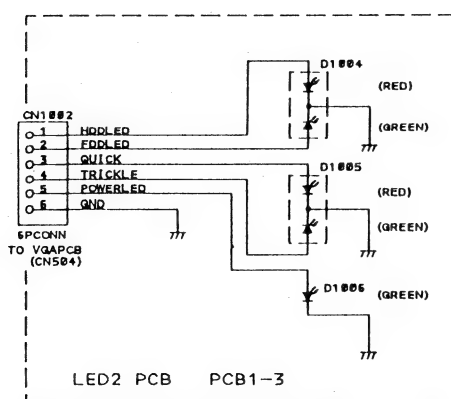 D1004
(RED)
(GREEN)
CN1002
1 HDDLED
2 FDDLED
3 QUICK
4 TRICKLE
5 POWERLED
6 GND
6PCONN
TO VGAPCB
(CN504)
D1005
(RED)
(GREEN)
D1006
(GREEN)
LED2 PCB PCB1-3